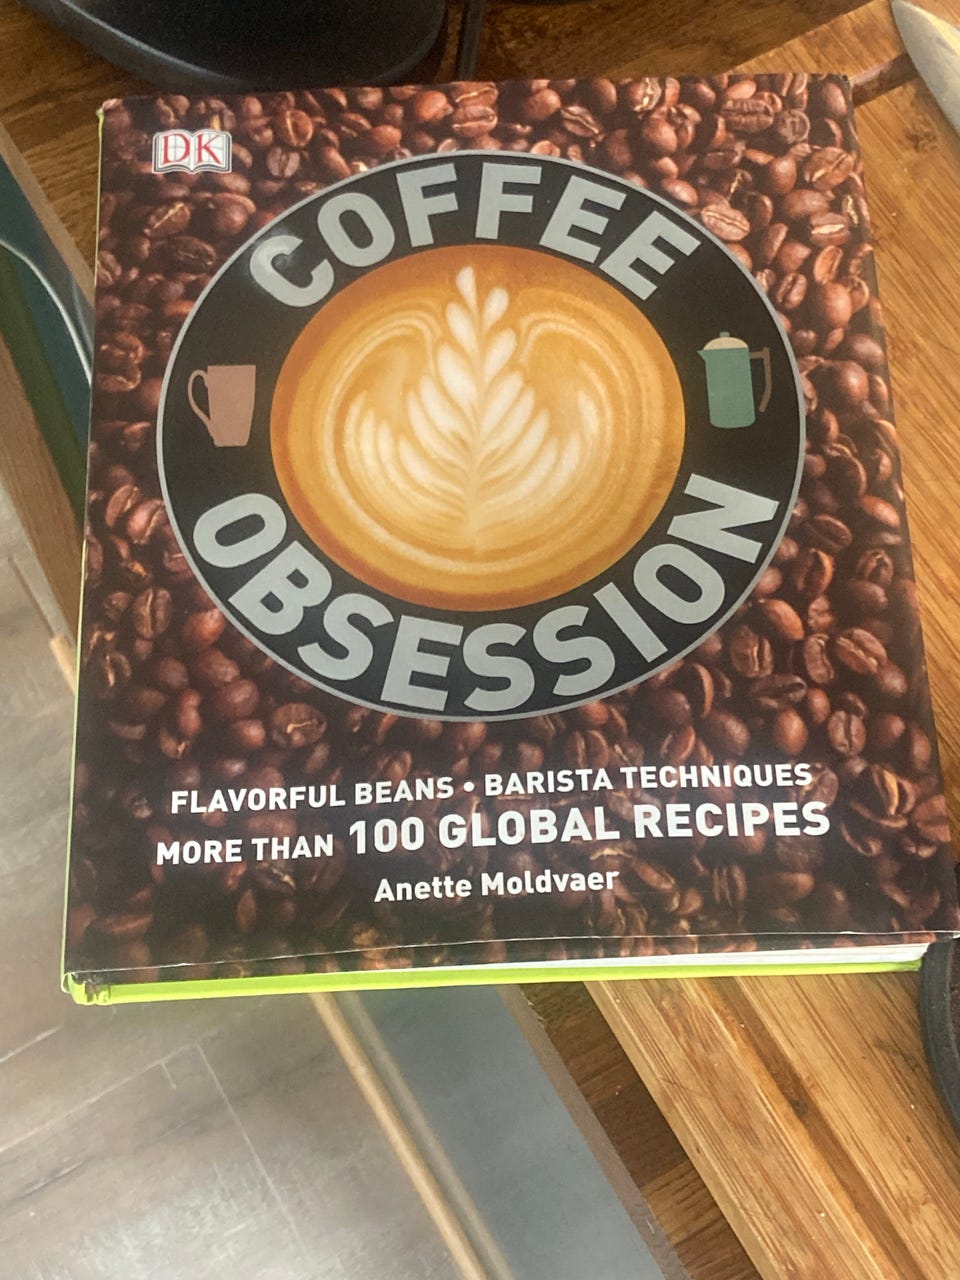 DK
COFFEE
OBSESSION
FLAVORFUL BEANS • BARISTA TECHNIQUES
MORE THAN 100 GLOBAL RECIPES
Anette Moldvaer